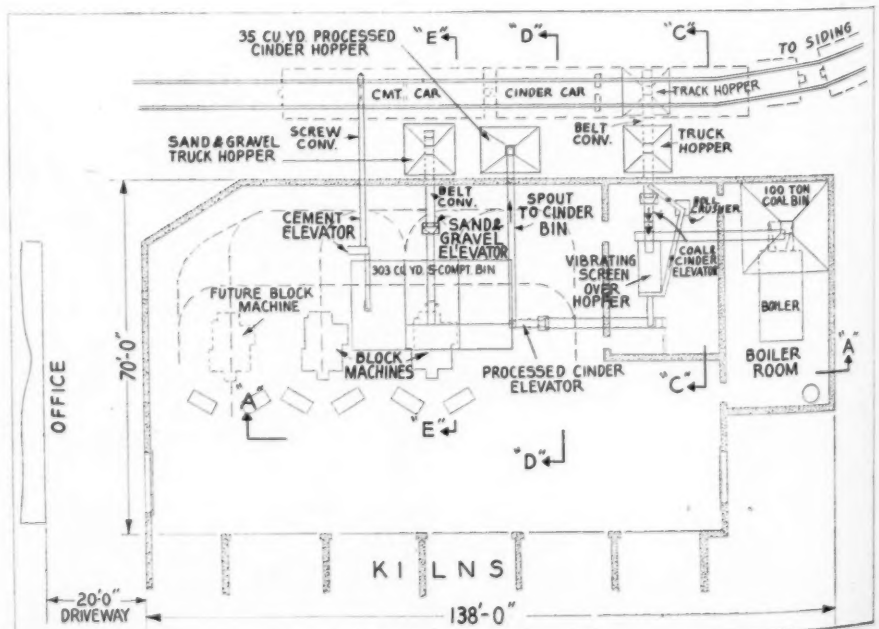 35 CU. YD. PROCESSED
CINDER HOPPER
"E"
"D"
"C"
TO SIDING
CMT. CAR
CINDER CAR
TRACK HOPPER
SAND & GRAVEL
TRUCK HOPPER
SCREW
CONV.
BELT
CONV.
TRUCK
HOPPER
BELT
CONV.
SPOUT
TO CINDER
BIN
ROLL
CRUSHER
100 TON
COAL BIN
CEMENT
ELEVATOR
SAND &
GRAVEL
ELEVATOR
COAL &
CINDER
ELEVATOR
VIBRATING
SCREEN
OVER
HOPPER
303 CU. YD. 5-COMPT. BIN
FUTURE BLOCK
MACHINE
BOILER
BLOCK
MACHINES
PROCESSED CINDER
ELEVATOR
BOILER
ROOM
"A"
"C"
"A"
"E"
"D"
OFFICE
70'-0"
KILNS
20'-0"
DRIVEWAY
138'-0"